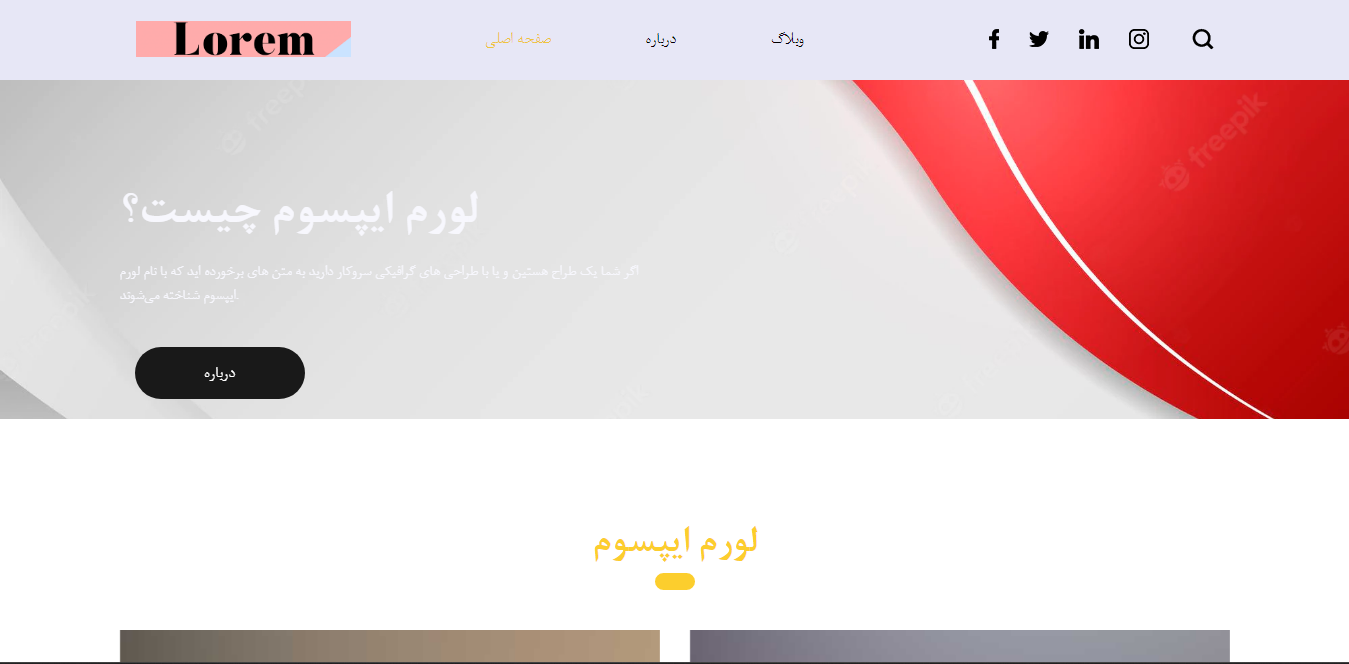 Lorem
صفحه اصلی
درباره
وبلاگ
freepik
freepik
لورم ایپسوم چیست؟
اگر شما یک طراح هستین و یا با طراحی های گرافیکی سروکار دارید به متن های برخورده اید که با نام لورم
ایپسوم شناخته می‌شوند.
درباره
لورم ایپسوم